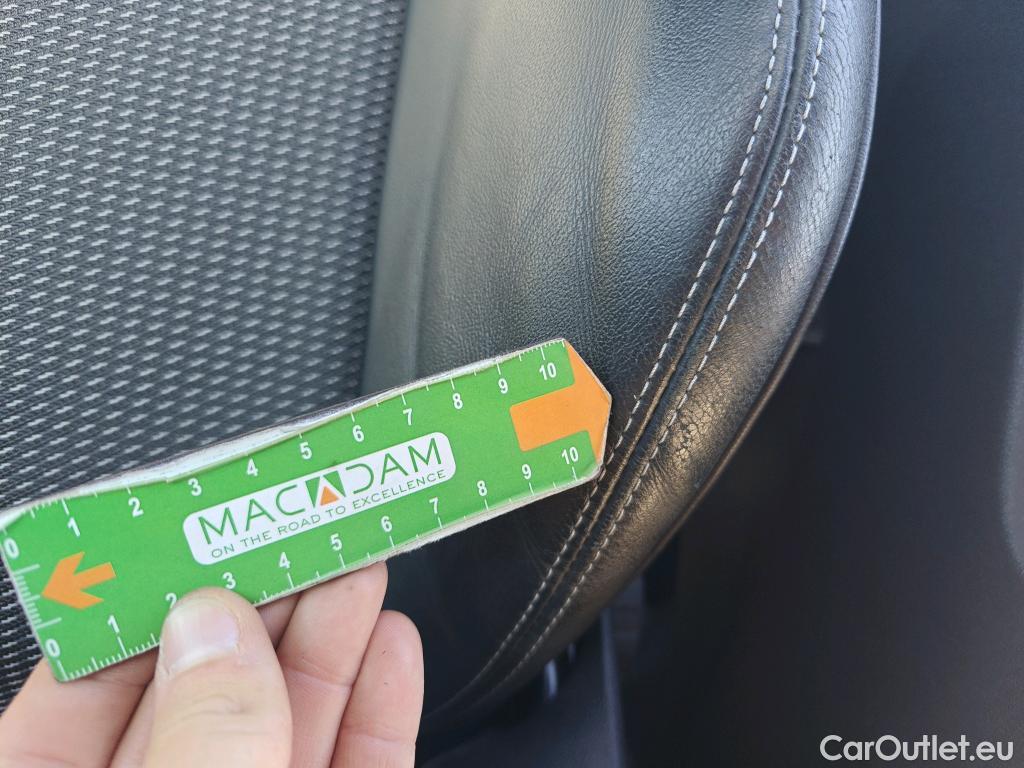 0 1 2 3 4 5 6 7 8 9 10
MACADAM
ON THE ROAD TO EXCELLENCE
0 1 2 3 4 5 6 7 8 9 10
CarOutlet.eu